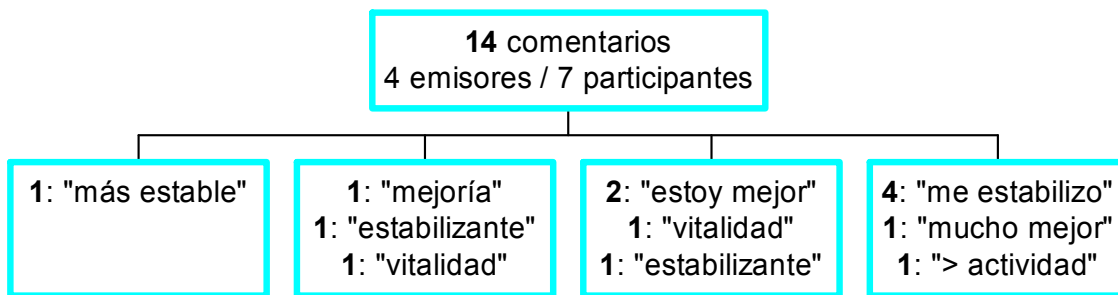 14 comentarios
4 emisores / 7 participantes
1: "más estable"
1: "mejoría"
1: "estabilizante"
1: "vitalidad"
2: "estoy mejor"
1: "vitalidad"
1: "estabilizante"
4: "me estabilizo"
1: "mucho mejor"
1: "> actividad"